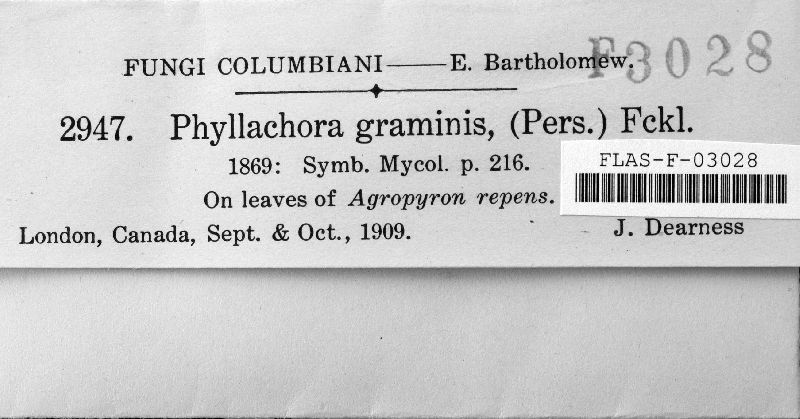 F3028
FUNGI COLUMBIANI—E. Bartholomew.
2947. Phyllachora graminis, (Pers.) Fckl.
1869: Symb. Mycol. p. 216.
FLAS-F-03028
On leaves of Agropyron repens.
London, Canada, Sept. & Oct., 1909. J. Dearness